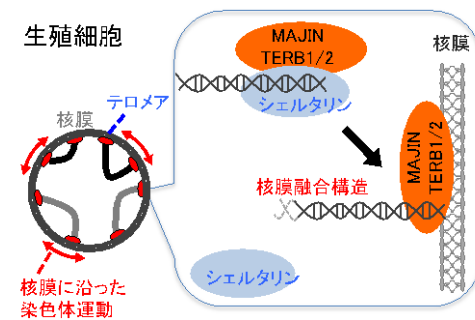 生殖細胞
テロメア
核膜
核膜に沿った
染色体運動
MAJIN
TERB1/2
シェルタリン
核膜
MAJIN
TERB1/2
核膜融合構造
シェルタリン